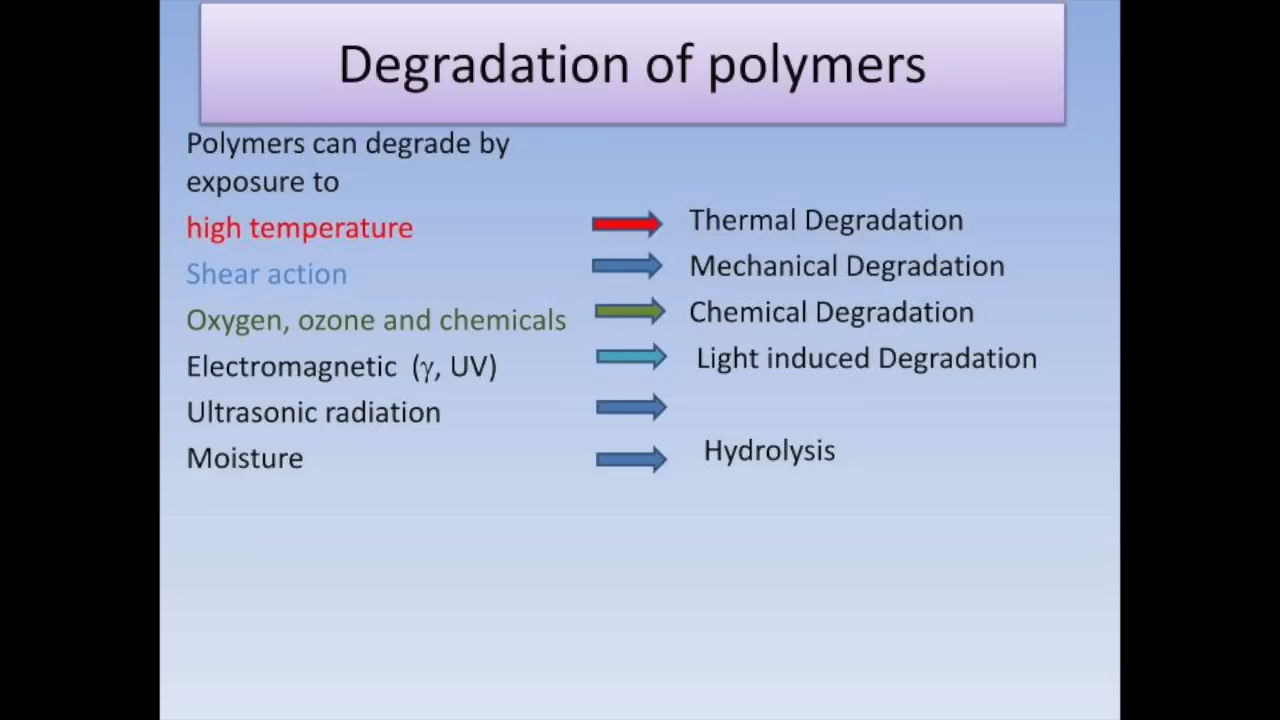 Degradation of polymers
Polymers can degrade by
exposure to
high temperature
Thermal Degradation
Shear action
Mechanical Degradation
Oxygen, ozone and chemicals
Chemical Degradation
Electromagnetic (γ, UV)
Light induced Degradation
Ultrasonic radiation
Moisture
Hydrolysis